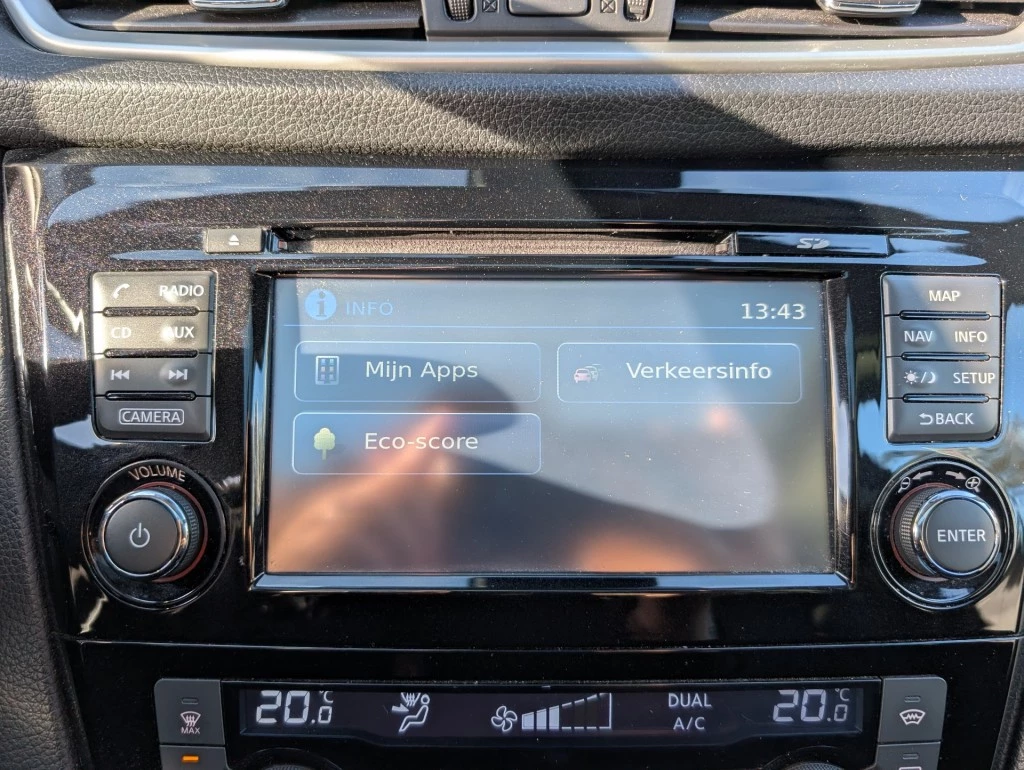 SD
RADIO
CD AUX
CAMERA
VOLUME
INFO 13:43
Mijn Apps
Verkeersinfo
Eco-score
MAP
NAV INFO
SETUP
BACK
ENTER
MAX
20.0 °C
DUAL
A/C
20.0 °C